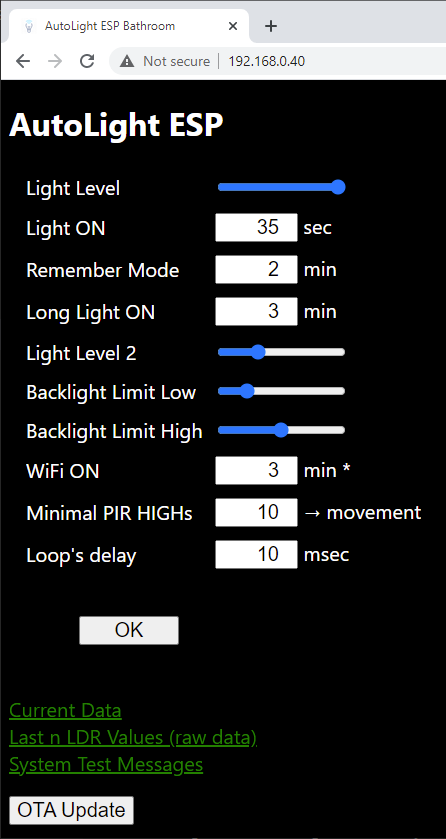 AutoLight ESP Bathroom
Not secure 192.168.0.40
AutoLight ESP
Light Level
Light ON 35 sec
Remember Mode 2 min
Long Light ON 3 min
Light Level 2
Backlight Limit Low
Backlight Limit High
WiFi ON 3 min *
Minimal PIR HIGHs 10 → movement
Loop's delay 10 msec
OK
Current Data
Last n LDR Values (raw data)
System Test Messages
OTA Update